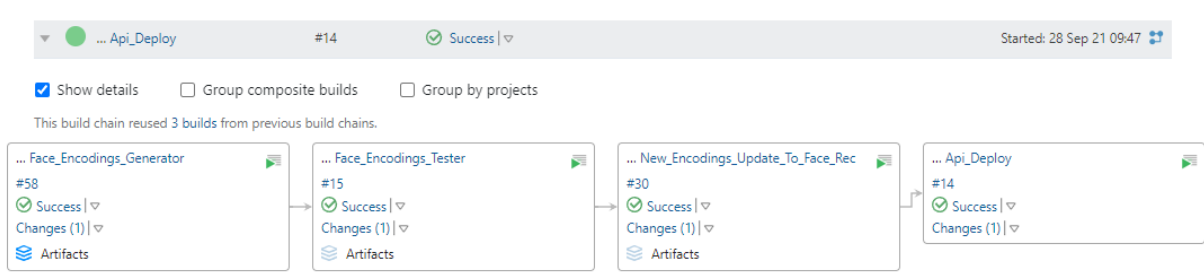 ... Api_Deploy #14 Success Started: 28 Sep 21 09:47
Show details Group composite builds Group by projects
This build chain reused 3 builds from previous build chains.
... Face_Encodings_Generator
#58
Success
Changes (1)
Artifacts
... Face_Encodings_Tester
#15
Success
Changes (1)
Artifacts
... New_Encodings_Update_To_Face_Rec
#30
Success
Changes (1)
Artifacts
... Api_Deploy
#14
Success
Changes (1)